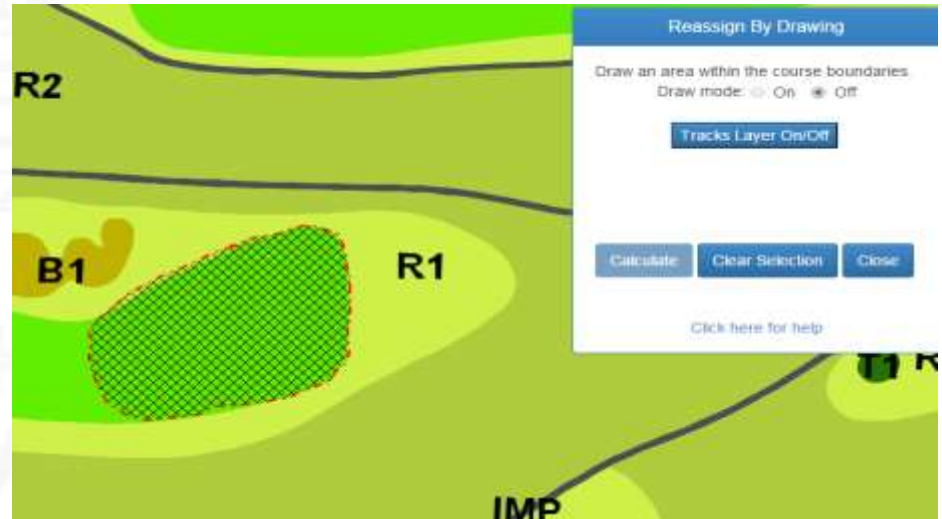 R2
B1
R1
IMP
T1 R
Reassign By Drawing
Draw an area within the course boundaries
Draw mode: On Off
Tracks Layer On/Off
Calculate Clear Selection Close
Click here for help